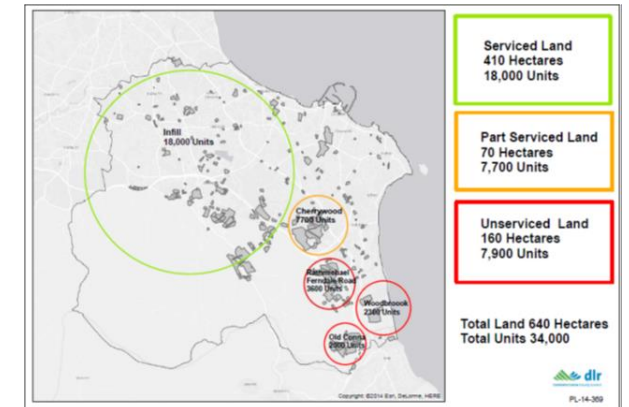 Infill
18,000 Units
Cherrywood
7700 Units
Rathmichael
Ferndale Road
3600 Units
Woodbroook
2300 Units
Old Conna
2000 Units
Copyright ©2014 Esri, DeLorme, HERE
Serviced Land
410 Hectares
18,000 Units
Part Serviced Land
70 Hectares
7,700 Units
Unserviced Land
160 Hectares
7,900 Units
Total Land 640 Hectares
Total Units 34,000
dlr
PL-14-369